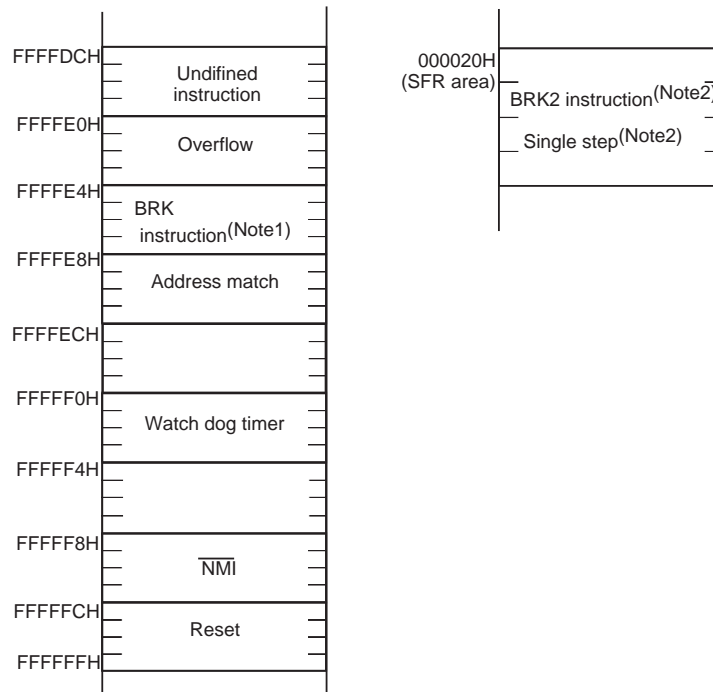 FFFFDCH
Undifined
instruction
FFFFE0H
Overflow
FFFFE4H
BRK
instruction(Note1)
FFFFE8H
Address match
FFFFECH
FFFFF0H
Watch dog timer
FFFFF4H
FFFFF8H
NMI
FFFFFCH
Reset
FFFFFFH
000020H
(SFR area)
BRK2 instruction(Note2)
Single step(Note2)